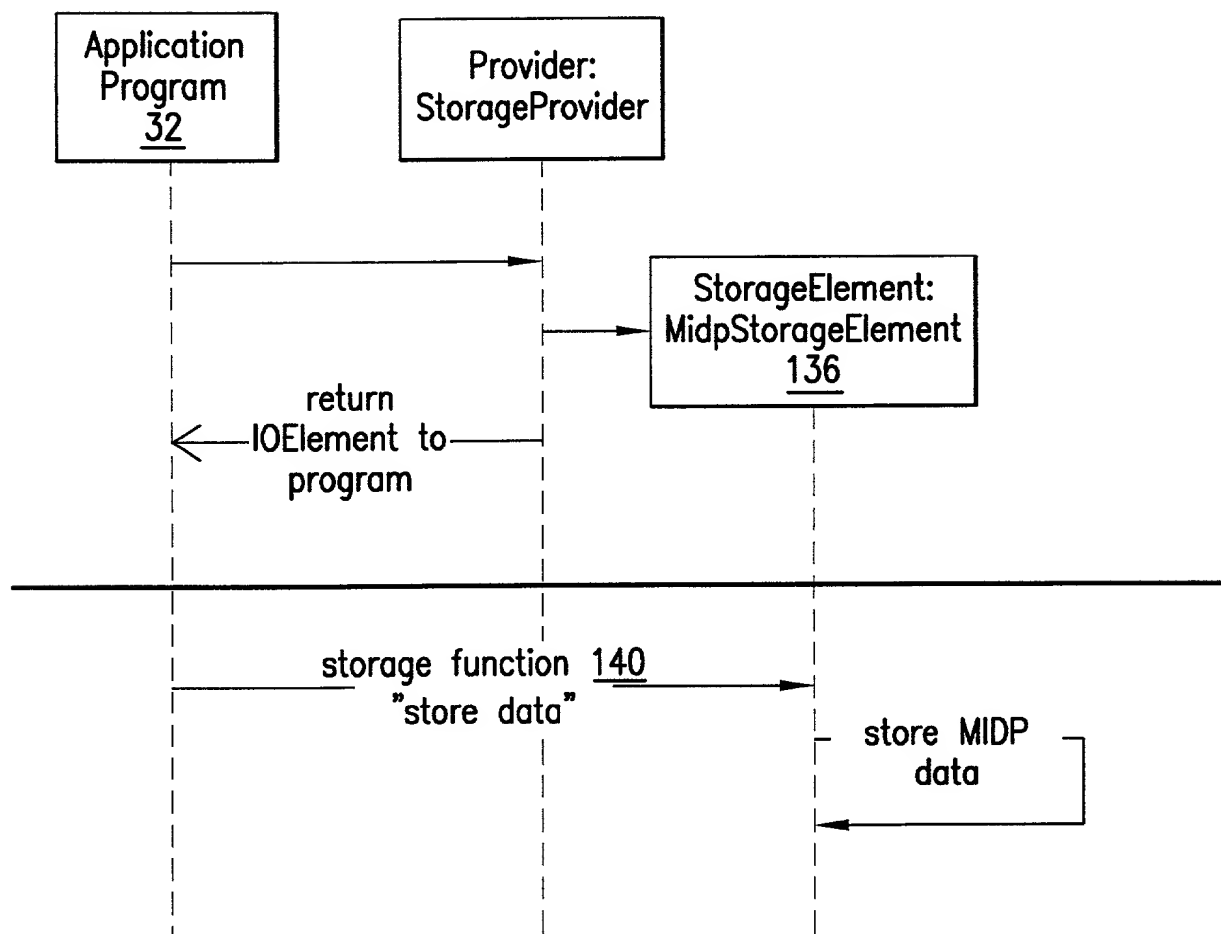 Application
Program
32
Provider:
StorageProvider
StorageElement:
MidpStorageElement
136
return
IOElement to
program
storage function 140
"store data"
store MIDP
data